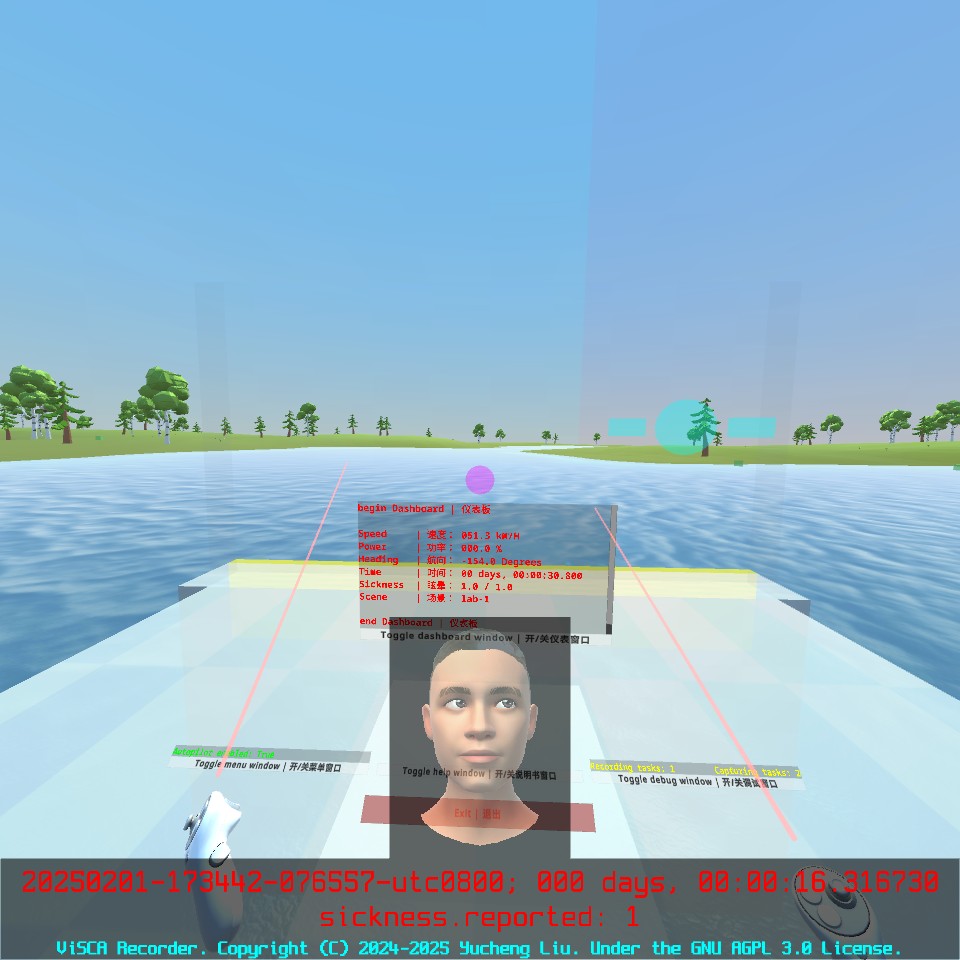 begin Dashboard | 仪表板
Speed | 速度: 051.3 kM/H
Power | 功率: 000.0 %
Heading | 航向: -154.0 Degrees
Time | 时间: 00 days, 00:00:30.800
Sickness | 眩晕: 1.0 / 1.0
Scene | 场景: lab-1
end Dashboard | 仪表板
Toggle dashboard window | 开/关仪表窗口
Autopilot enabled: True
Toggle menu window | 开/关菜单窗口
Toggle help window | 开/关说明书窗口
Recording tasks: 1 Capturing tasks: 2
Toggle debug window | 开/关调试窗口
Exit | 退出
20250201-173442-076557-utc0800; 000 days, 00:00:16.316730
sickness.reported: 1
ViSCA Recorder. Copyright (C) 2024-2025 Yucheng Liu. Under the GNU AGPL 3.0 License.